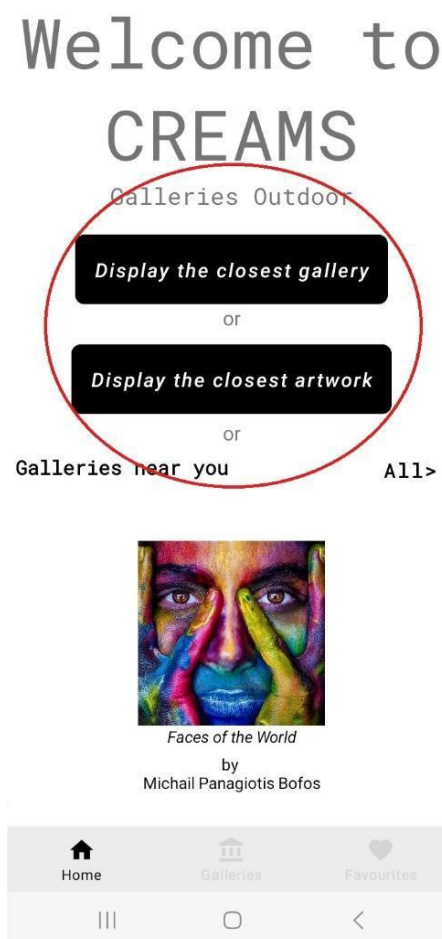 Welcome to
CREAMS
Galleries Outdoor
Display the closest gallery
or
Display the closest artwork
or
Galleries near you All>
Faces of the World
by
Michail Panagiotis Bofos
Home Galleries Favourites